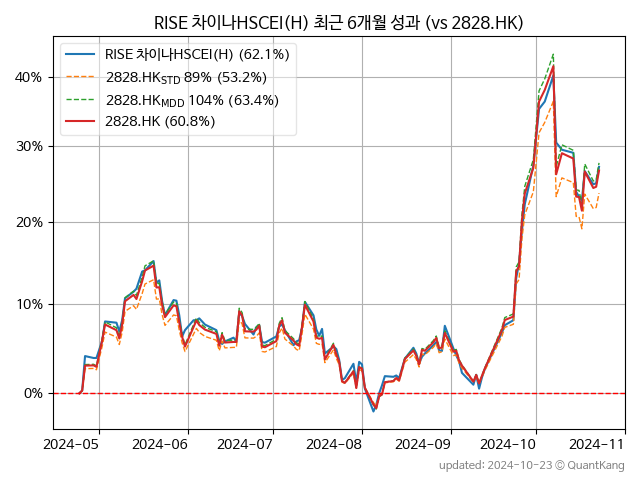 RISE 차이나HSCEI(H) 최근 6개월 성과 (vs 2828.HK)
RISE 차이나HSCEI(H) (62.1%)
2828.HK_STD 89% (53.2%)
2828.HK_MDD 104% (63.4%)
2828.HK (60.8%)
40%
30%
20%
10%
0%
2024-05 2024-06 2024-07 2024-08 2024-09 2024-10 2024-11
updated: 2024-10-23 © QuantKang